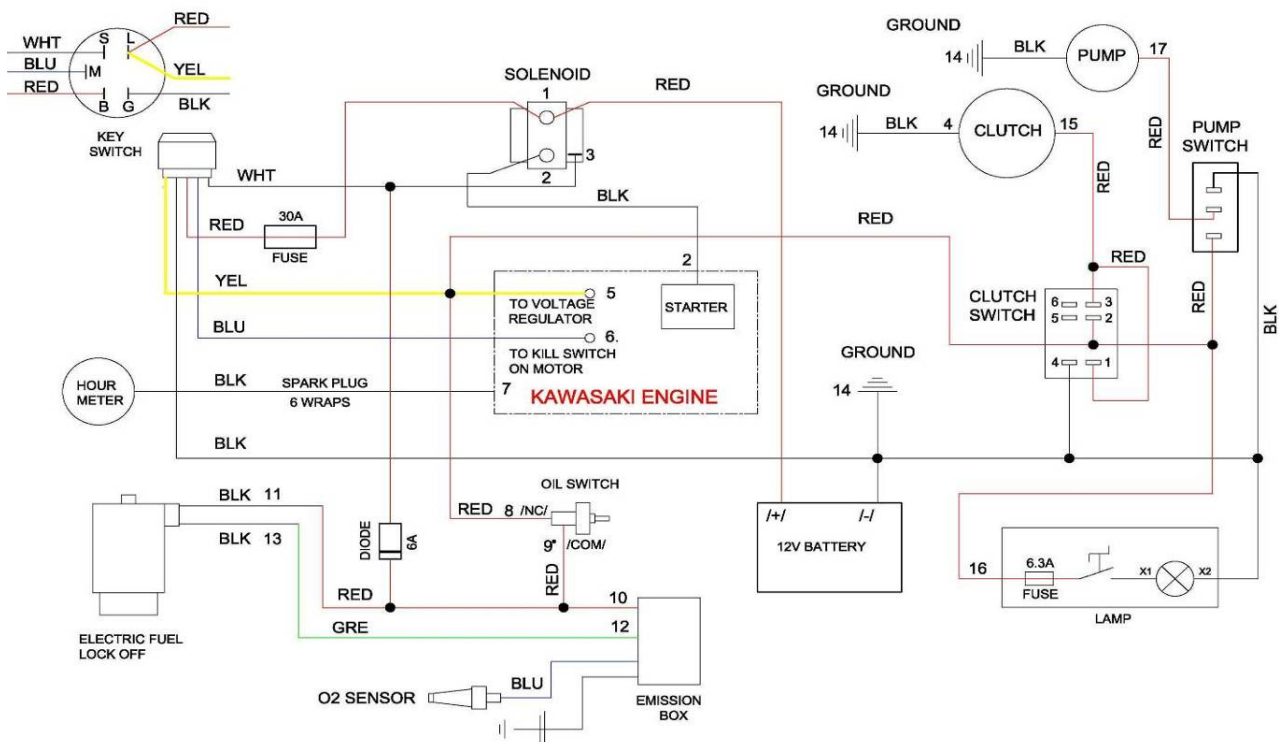 RED
WHT
S L
BLU
M
YEL
RED
B G
BLK
KEY
SWITCH
WHT
RED
30A
FUSE
SOLENOID
1
3
2
RED
BLK
GROUND
14
BLK
PUMP
17
GROUND
14
BLK
4
CLUTCH
15
RED
RED
PUMP
SWITCH
RED
YEL
BLU
2
5
TO VOLTAGE
REGULATOR
STARTER
6.
TO KILL SWITCH
ON MOTOR
7
KAWASAKI ENGINE
HOUR
METER
BLK
SPARK PLUG
6 WRAPS
BLK
CLUTCH
SWITCH
RED
6 3
5 2
4 1
RED
BLK
GROUND
14
BLK 11
BLK 13
ELECTRIC FUEL
LOCK OFF
DIODE
6A
OIL SWITCH
RED 8 /NC/
9* /COM/
RED
RED
10
GRE
12
EMISSION
BOX
O2 SENSOR
BLU
/+/ /-/
12V BATTERY
16
6.3A
FUSE
X1
X2
LAMP